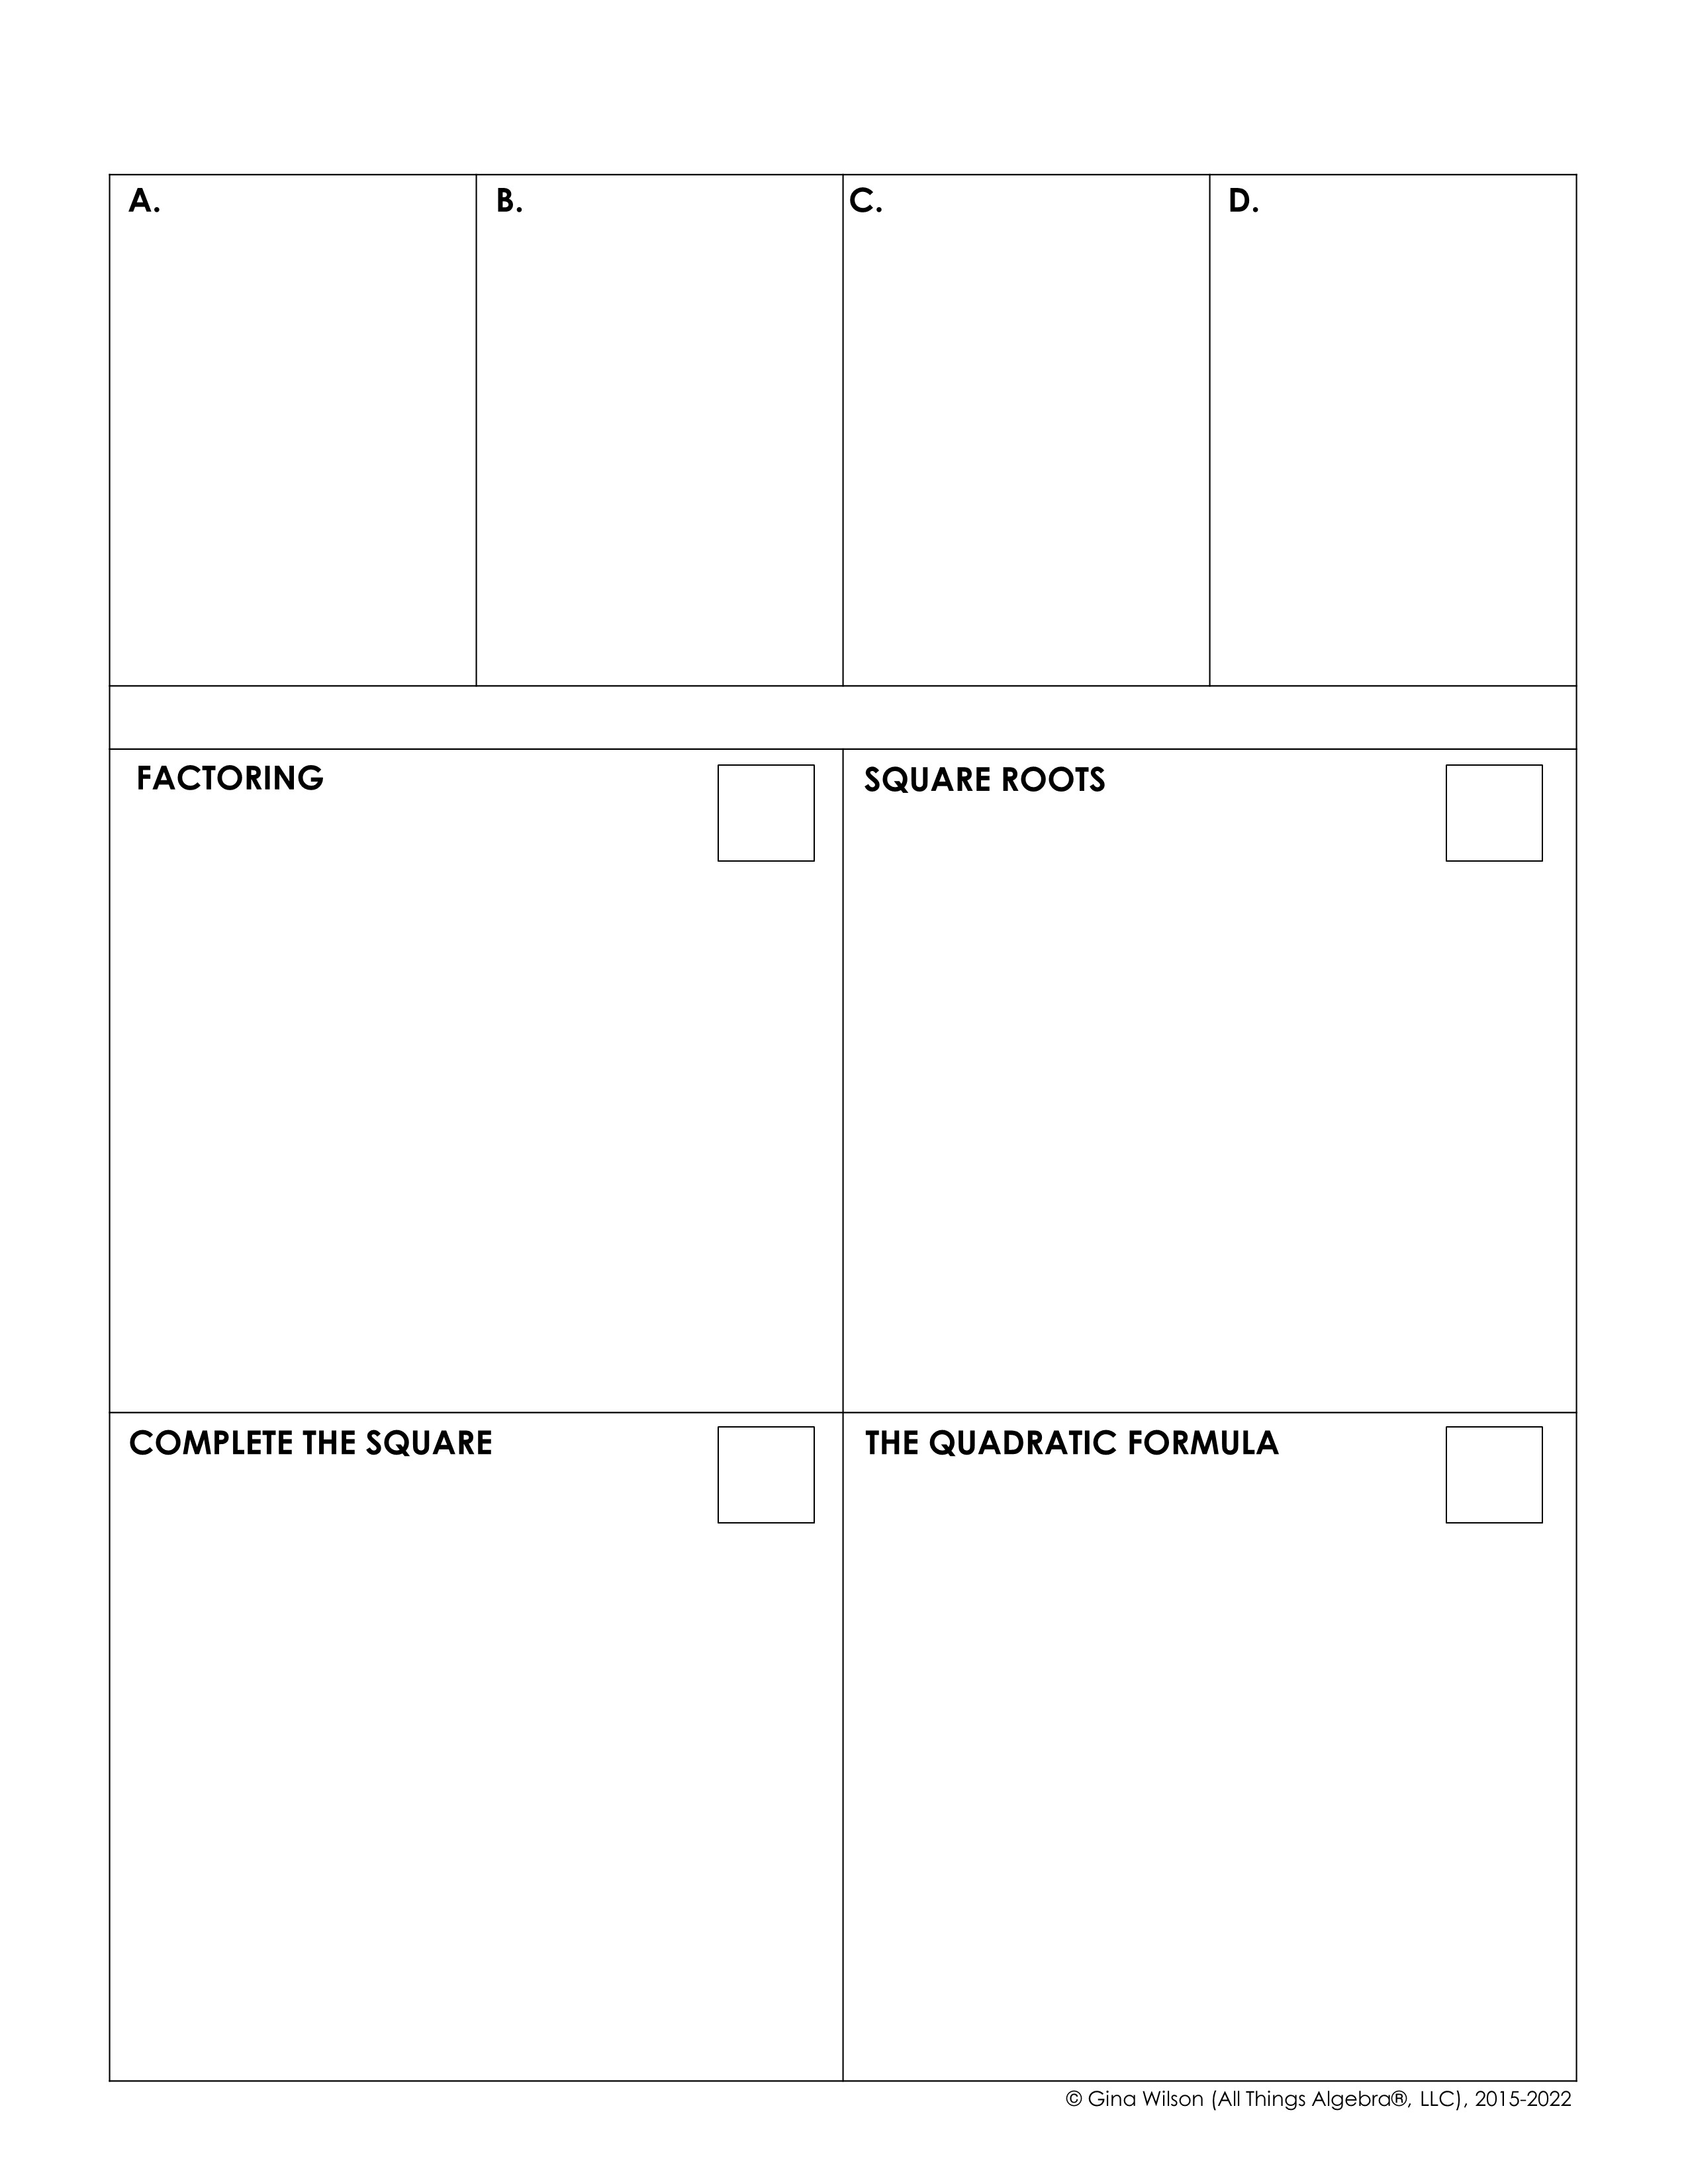 A.
B.
C.
D.
FACTORING
SQUARE ROOTS
COMPLETE THE SQUARE
THE QUADRATIC FORMULA
© Gina Wilson (All Things Algebra®, LLC), 2015-2022